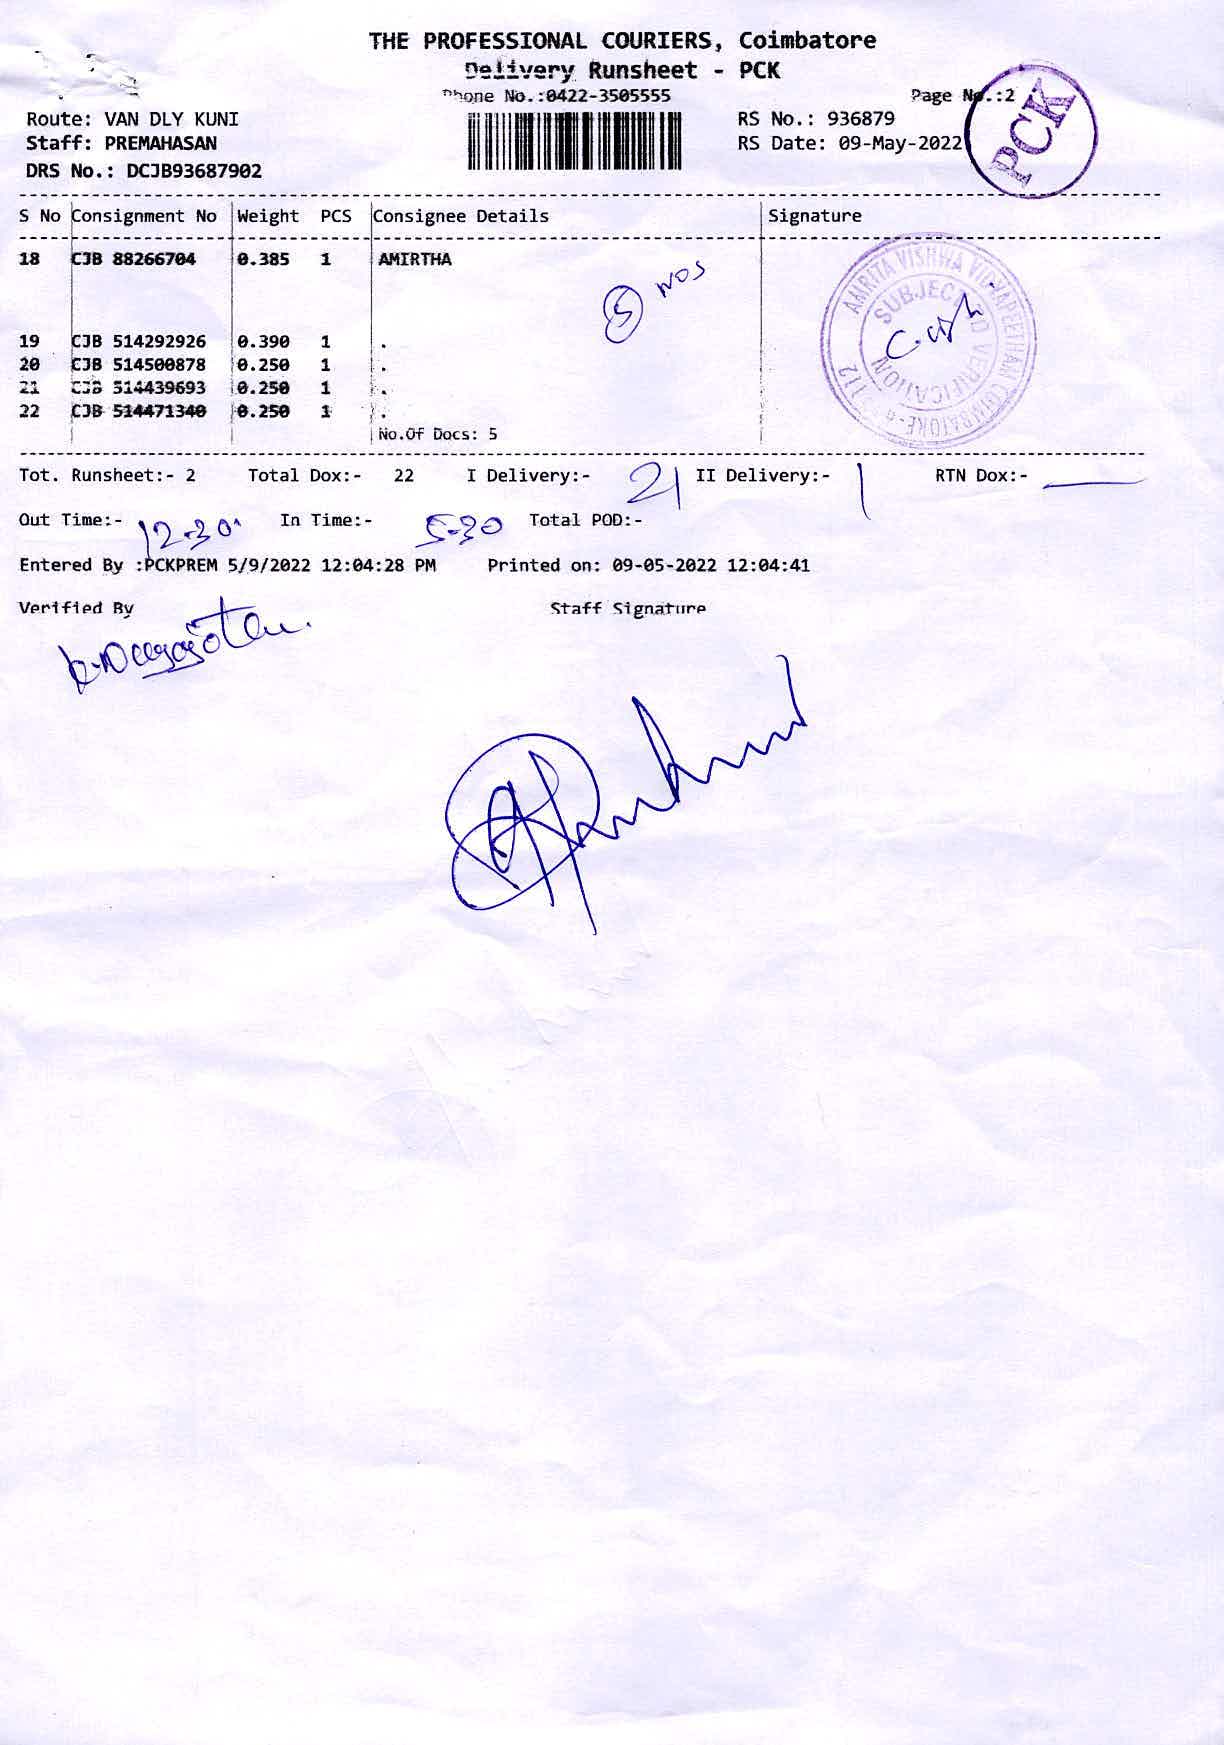 THE PROFESSIONAL COURIERS, Coimbatore
Delivery Runsheet - PCK
Phone No.:0422-3505555
Page No.:2
PCK
Route: VAN DLY KUNI
RS No.: 936879
Staff: PREMAHASAN
RS Date: 09-May-2022
DRS No.: DCJB93687902
S No Consignment No Weight PCS Consignee Details Signature
18 CJB 88266704 0.385 1 AMIRTHA
5 NOS
AMRITA VISHWA VIDYAPEETHAM COIMBATORE
SUBJECT TO VERIFICATION
19 CJB 514292926 0.390 1 .
20 CJB 514500878 0.250 1 .
21 CJB 514439693 0.250 1 .
22 CJB 514471340 0.250 1 .
No.Of Docs: 5
Tot. Runsheet:- 2 Total Dox:- 22 I Delivery:- 21 II Delivery:- 1 RTN Dox:- —
Out Time:- 12-30 In Time:- 5-30 Total POD:-
Entered By :PCKPREM 5/9/2022 12:04:28 PM Printed on: 09-05-2022 12:04:41
Verified By Staff Signature